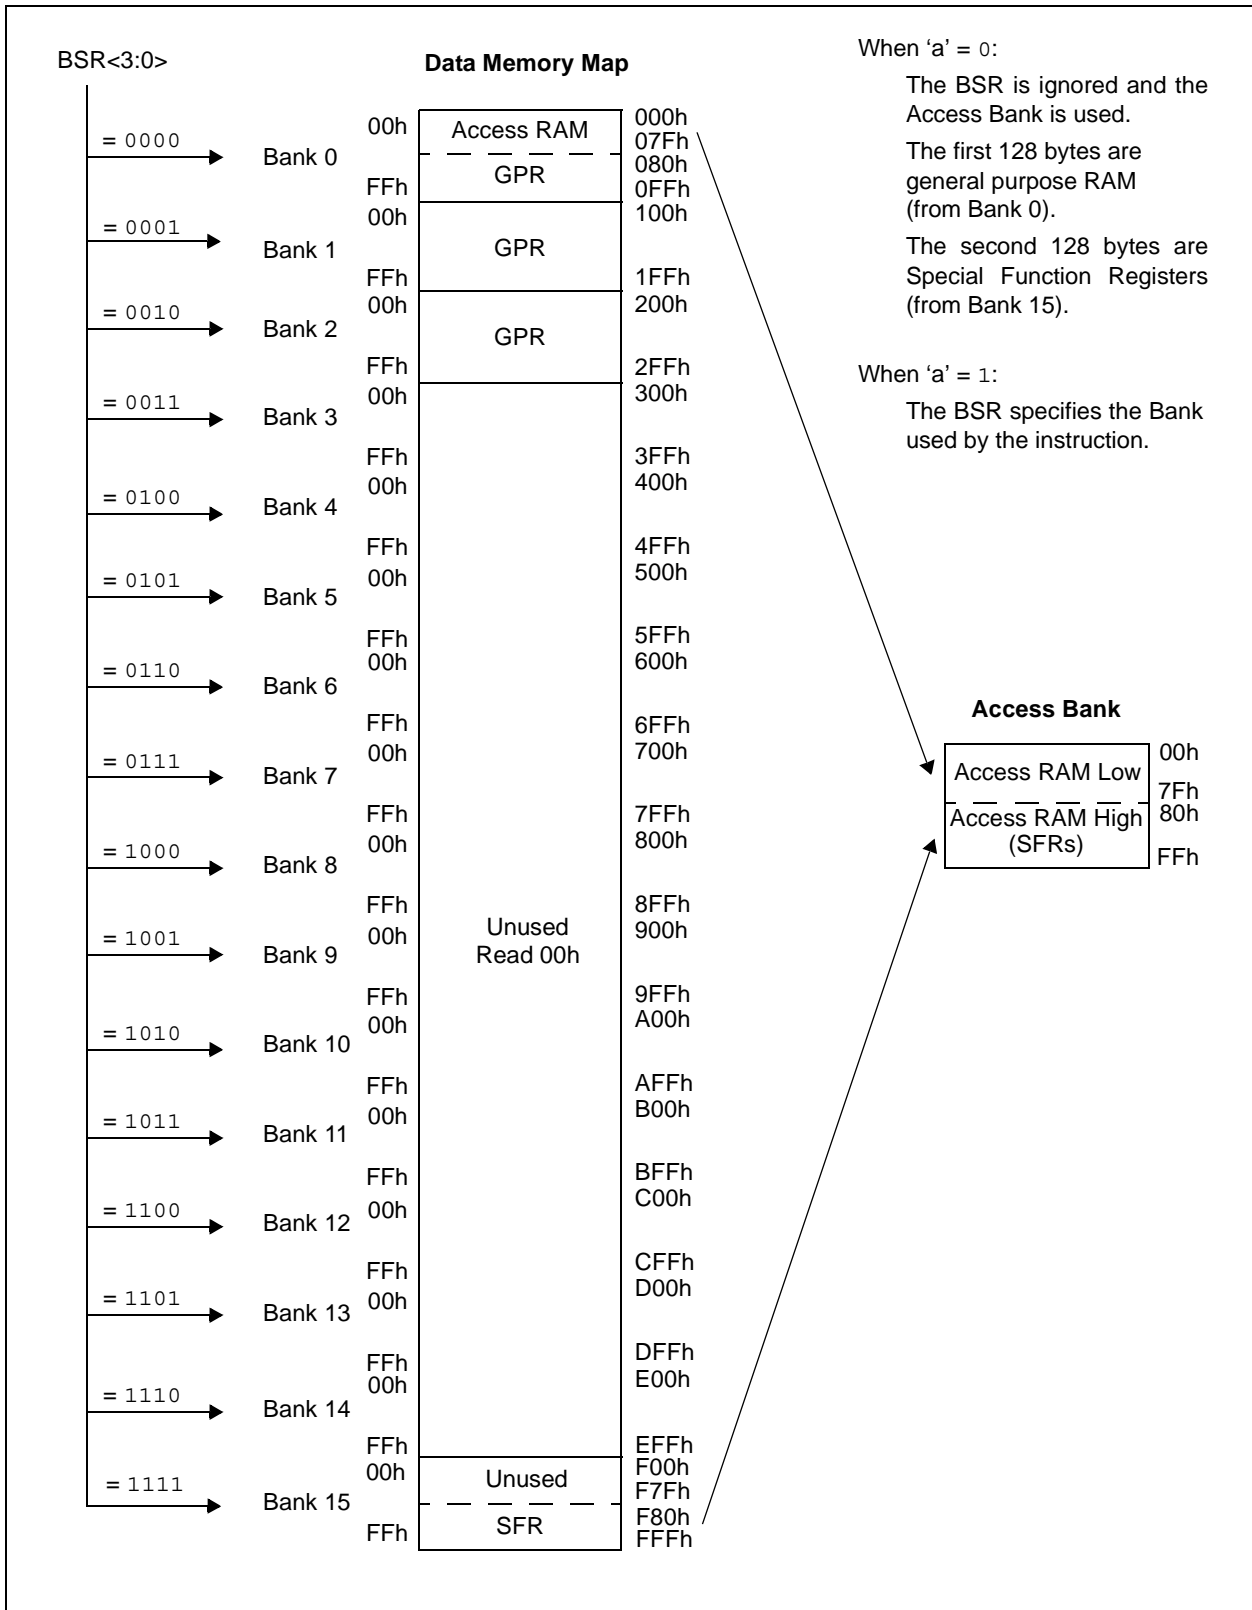 BSR<3:0>
Data Memory Map
= 0000
Bank 0
00h
Access RAM
000h
07Fh
GPR
080h
FFh
0FFh
= 0001
Bank 1
00h
GPR
100h
FFh
1FFh
= 0010
Bank 2
00h
GPR
200h
FFh
2FFh
= 0011
Bank 3
00h
300h
FFh
3FFh
= 0100
Bank 4
00h
400h
FFh
4FFh
= 0101
Bank 5
00h
500h
FFh
5FFh
= 0110
Bank 6
00h
600h
FFh
6FFh
= 0111
Bank 7
00h
700h
FFh
7FFh
= 1000
Bank 8
00h
800h
FFh
8FFh
= 1001
Bank 9
00h
Unused
Read 00h
900h
FFh
9FFh
= 1010
Bank 10
00h
A00h
FFh
AFFh
= 1011
Bank 11
00h
B00h
FFh
BFFh
= 1100
Bank 12
00h
C00h
FFh
CFFh
= 1101
Bank 13
00h
D00h
FFh
DFFh
= 1110
Bank 14
00h
E00h
FFh
EFFh
= 1111
Bank 15
00h
Unused
F00h
F7Fh
SFR
F80h
FFh
FFFh
When ‘a’ = 0:
The BSR is ignored and the
Access Bank is used.
The first 128 bytes are
general purpose RAM
(from Bank 0).
The second 128 bytes are
Special Function Registers
(from Bank 15).
When ‘a’ = 1:
The BSR specifies the Bank
used by the instruction.
Access Bank
Access RAM Low
00h
7Fh
Access RAM High
(SFRs)
80h
FFh